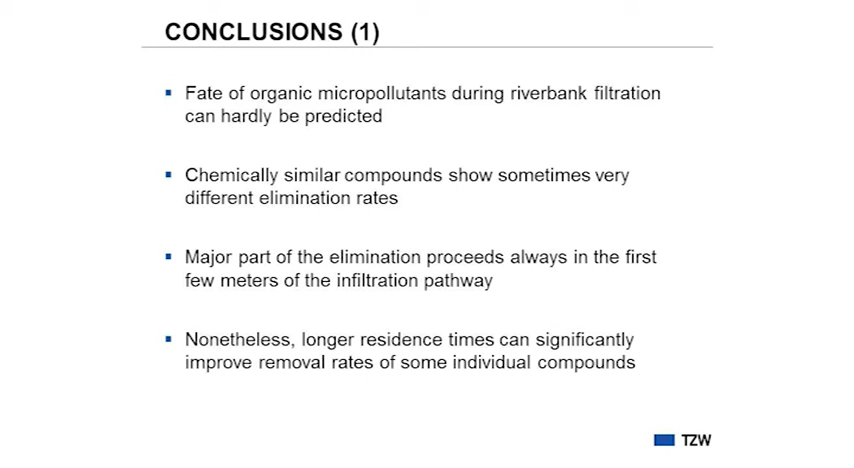 CONCLUSIONS (1)
▪ Fate of organic micropollutants during riverbank filtration
can hardly be predicted
▪ Chemically similar compounds show sometimes very
different elimination rates
▪ Major part of the elimination proceeds always in the first
few meters of the infiltration pathway
▪ Nonetheless, longer residence times can significantly
improve removal rates of some individual compounds
TZW